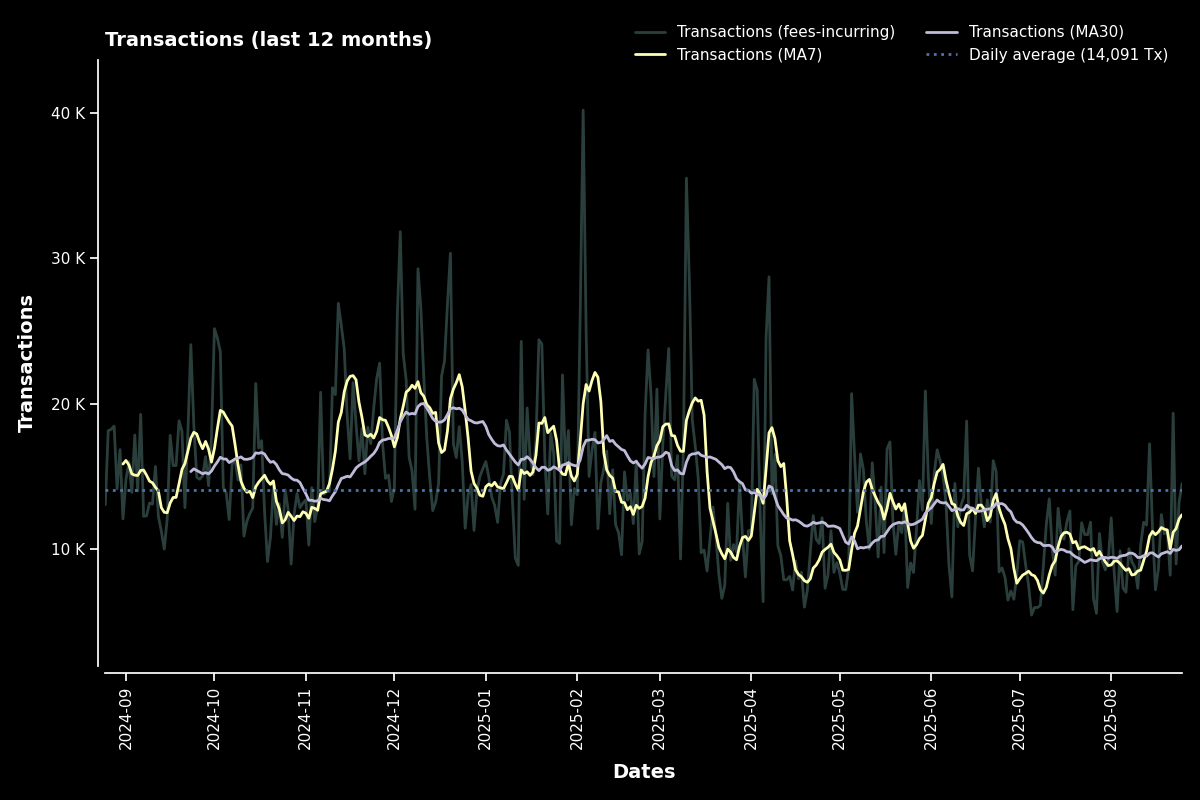 Transactions (last 12 months)
Transactions (fees-incurring)
Transactions (MA7)
Transactions (MA30)
Daily average (14,091 Tx)
Transactions
40 K
30 K
20 K
10 K
2024-09
2024-10
2024-11
2024-12
2025-01
2025-02
2025-03
2025-04
2025-05
2025-06
2025-07
2025-08
Dates